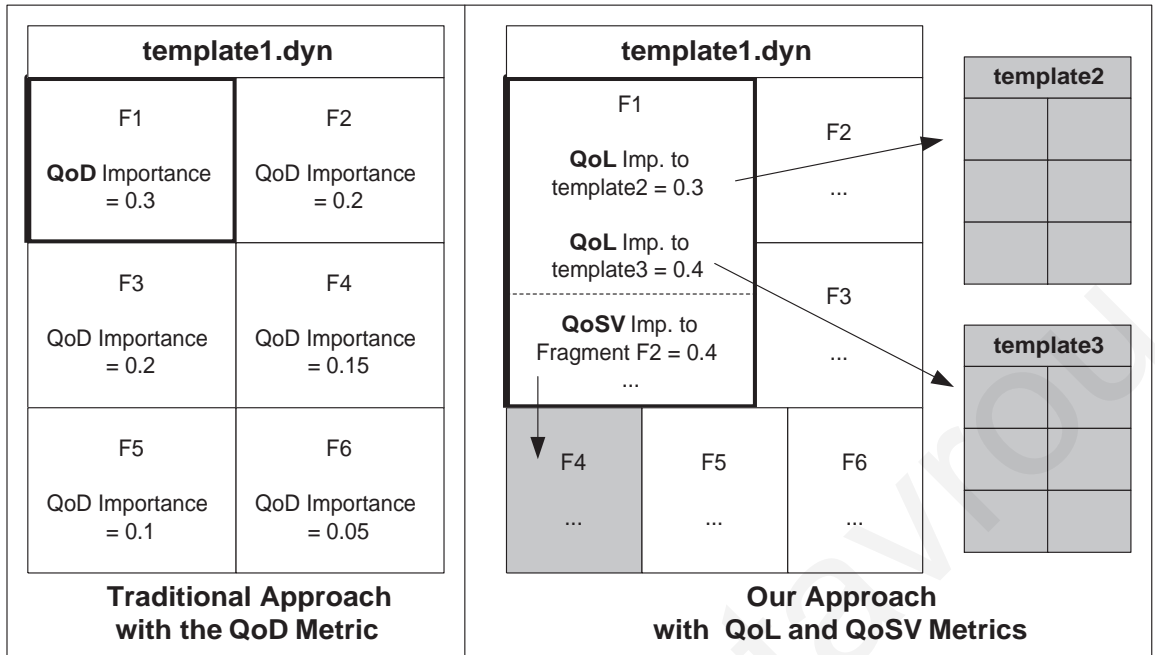 template1.dyn
F1
QoD Importance
= 0.3
F2
QoD Importance
= 0.2
F3
QoD Importance
= 0.2
F4
QoD Importance
= 0.15
F5
QoD Importance
= 0.1
F6
QoD Importance
= 0.05
Traditional Approach
with the QoD Metric
template1.dyn
F1
QoL Imp. to
template2 = 0.3
QoL Imp. to
template3 = 0.4
QoSV Imp. to
Fragment F2 = 0.4
...
F2
...
F3
...
F4
...
F5
...
F6
...
template2
template3
Our Approach
with QoL and QoSV Metrics